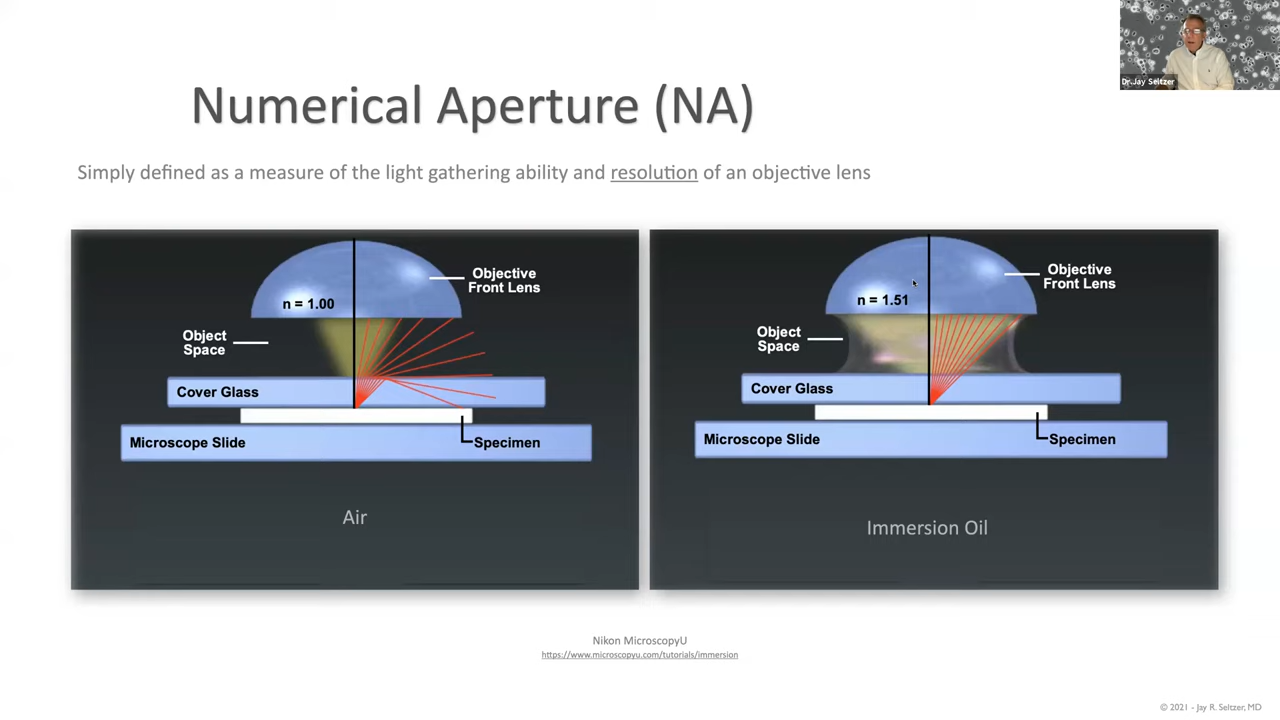 Dr.Jay Seltzer
Numerical Aperture (NA)
Simply defined as a measure of the light gathering ability and resolution of an objective lens
n = 1.00
Objective
Front Lens
Object
Space
Cover Glass
Microscope Slide
Specimen
Air
n = 1.51
Objective
Front Lens
Object
Space
Cover Glass
Microscope Slide
Specimen
Immersion Oil
Nikon MicroscopyU
https://www.microscopyu.com/tutorials/immersion
© 2021 - Jay R. Seltzer, MD